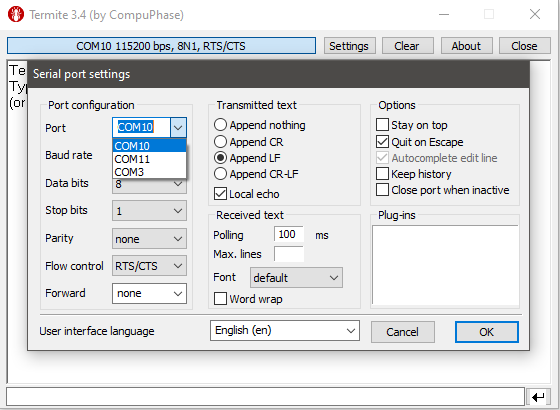 Termite 3.4 (by CompuPhase)
COM10 115200 bps, 8N1, RTS/CTS
Settings
Clear
About
Close
Te
Ty
(or
Serial port settings
Port configuration
Port
COM10
COM10
COM11
COM3
Baud rate
Data bits
8
Stop bits
1
Parity
none
Flow control
RTS/CTS
Forward
none
Transmitted text
Append nothing
Append CR
Append LF
Append CR-LF
Local echo
Received text
Polling
100
ms
Max. lines
Font
default
Word wrap
Options
Stay on top
Quit on Escape
Autocomplete edit line
Keep history
Close port when inactive
Plug-ins
User interface language
English (en)
Cancel
OK